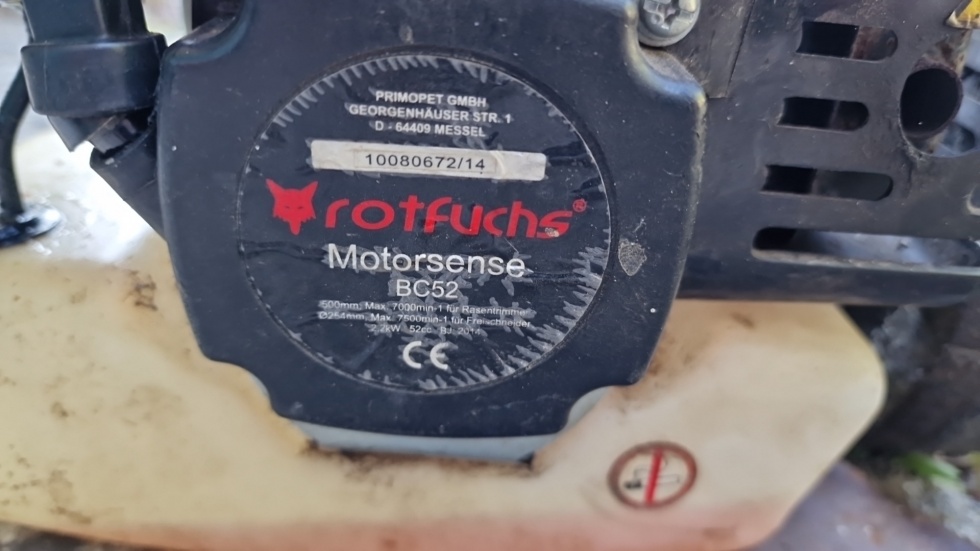 PRIMOPET GMBH
GEORGENHÄUSER STR. 1
D - 64409 MESSEL
10080672/14
rotfuchs®
Motorsense
BC52
500mm, Max. 7000min-1 für Rasentrimmer
Ø254mm, Max. 7500min-1 für Freischneider
2,2kW 52cc BJ. 2014
CE